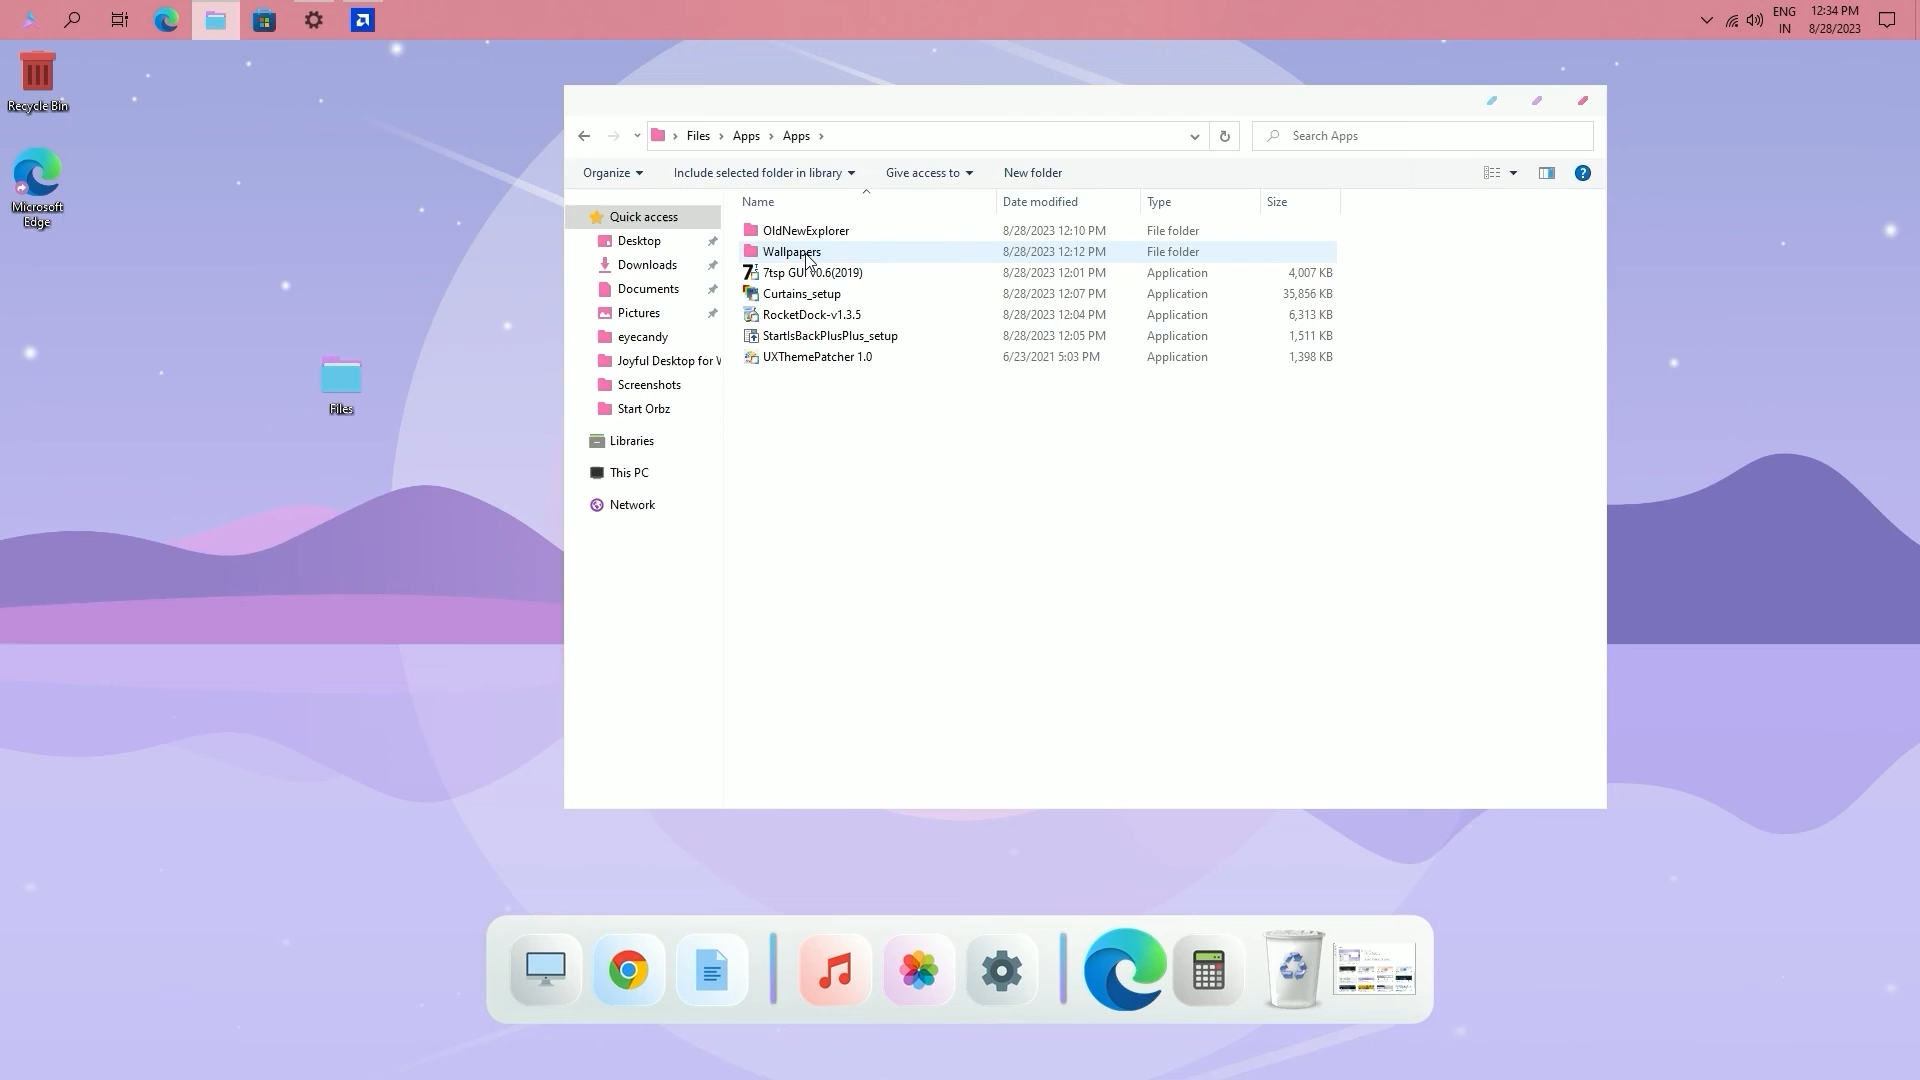 ENG
IN
12:34 PM
8/28/2023
Recycle Bin
Microsoft
Edge
Files
Files
Apps
Apps
Search Apps
Organize
Include selected folder in library
Give access to
New folder
Name
Date modified
Type
Size
Quick access
Desktop
Downloads
Documents
Pictures
eyecandy
Joyful Desktop for W
Screenshots
Start Orbz
Libraries
This PC
Network
OldNewExplorer 8/28/2023 12:10 PM File folder
Wallpapers 8/28/2023 12:12 PM File folder
7tsp GUI v0.6(2019) 8/28/2023 12:01 PM Application 4,007 KB
Curtains_setup 8/28/2023 12:07 PM Application 35,856 KB
RocketDock-v1.3.5 8/28/2023 12:04 PM Application 6,313 KB
StartIsBackPlusPlus_setup 8/28/2023 12:05 PM Application 1,511 KB
UXThemePatcher 1.0 6/23/2021 5:03 PM Application 1,398 KB